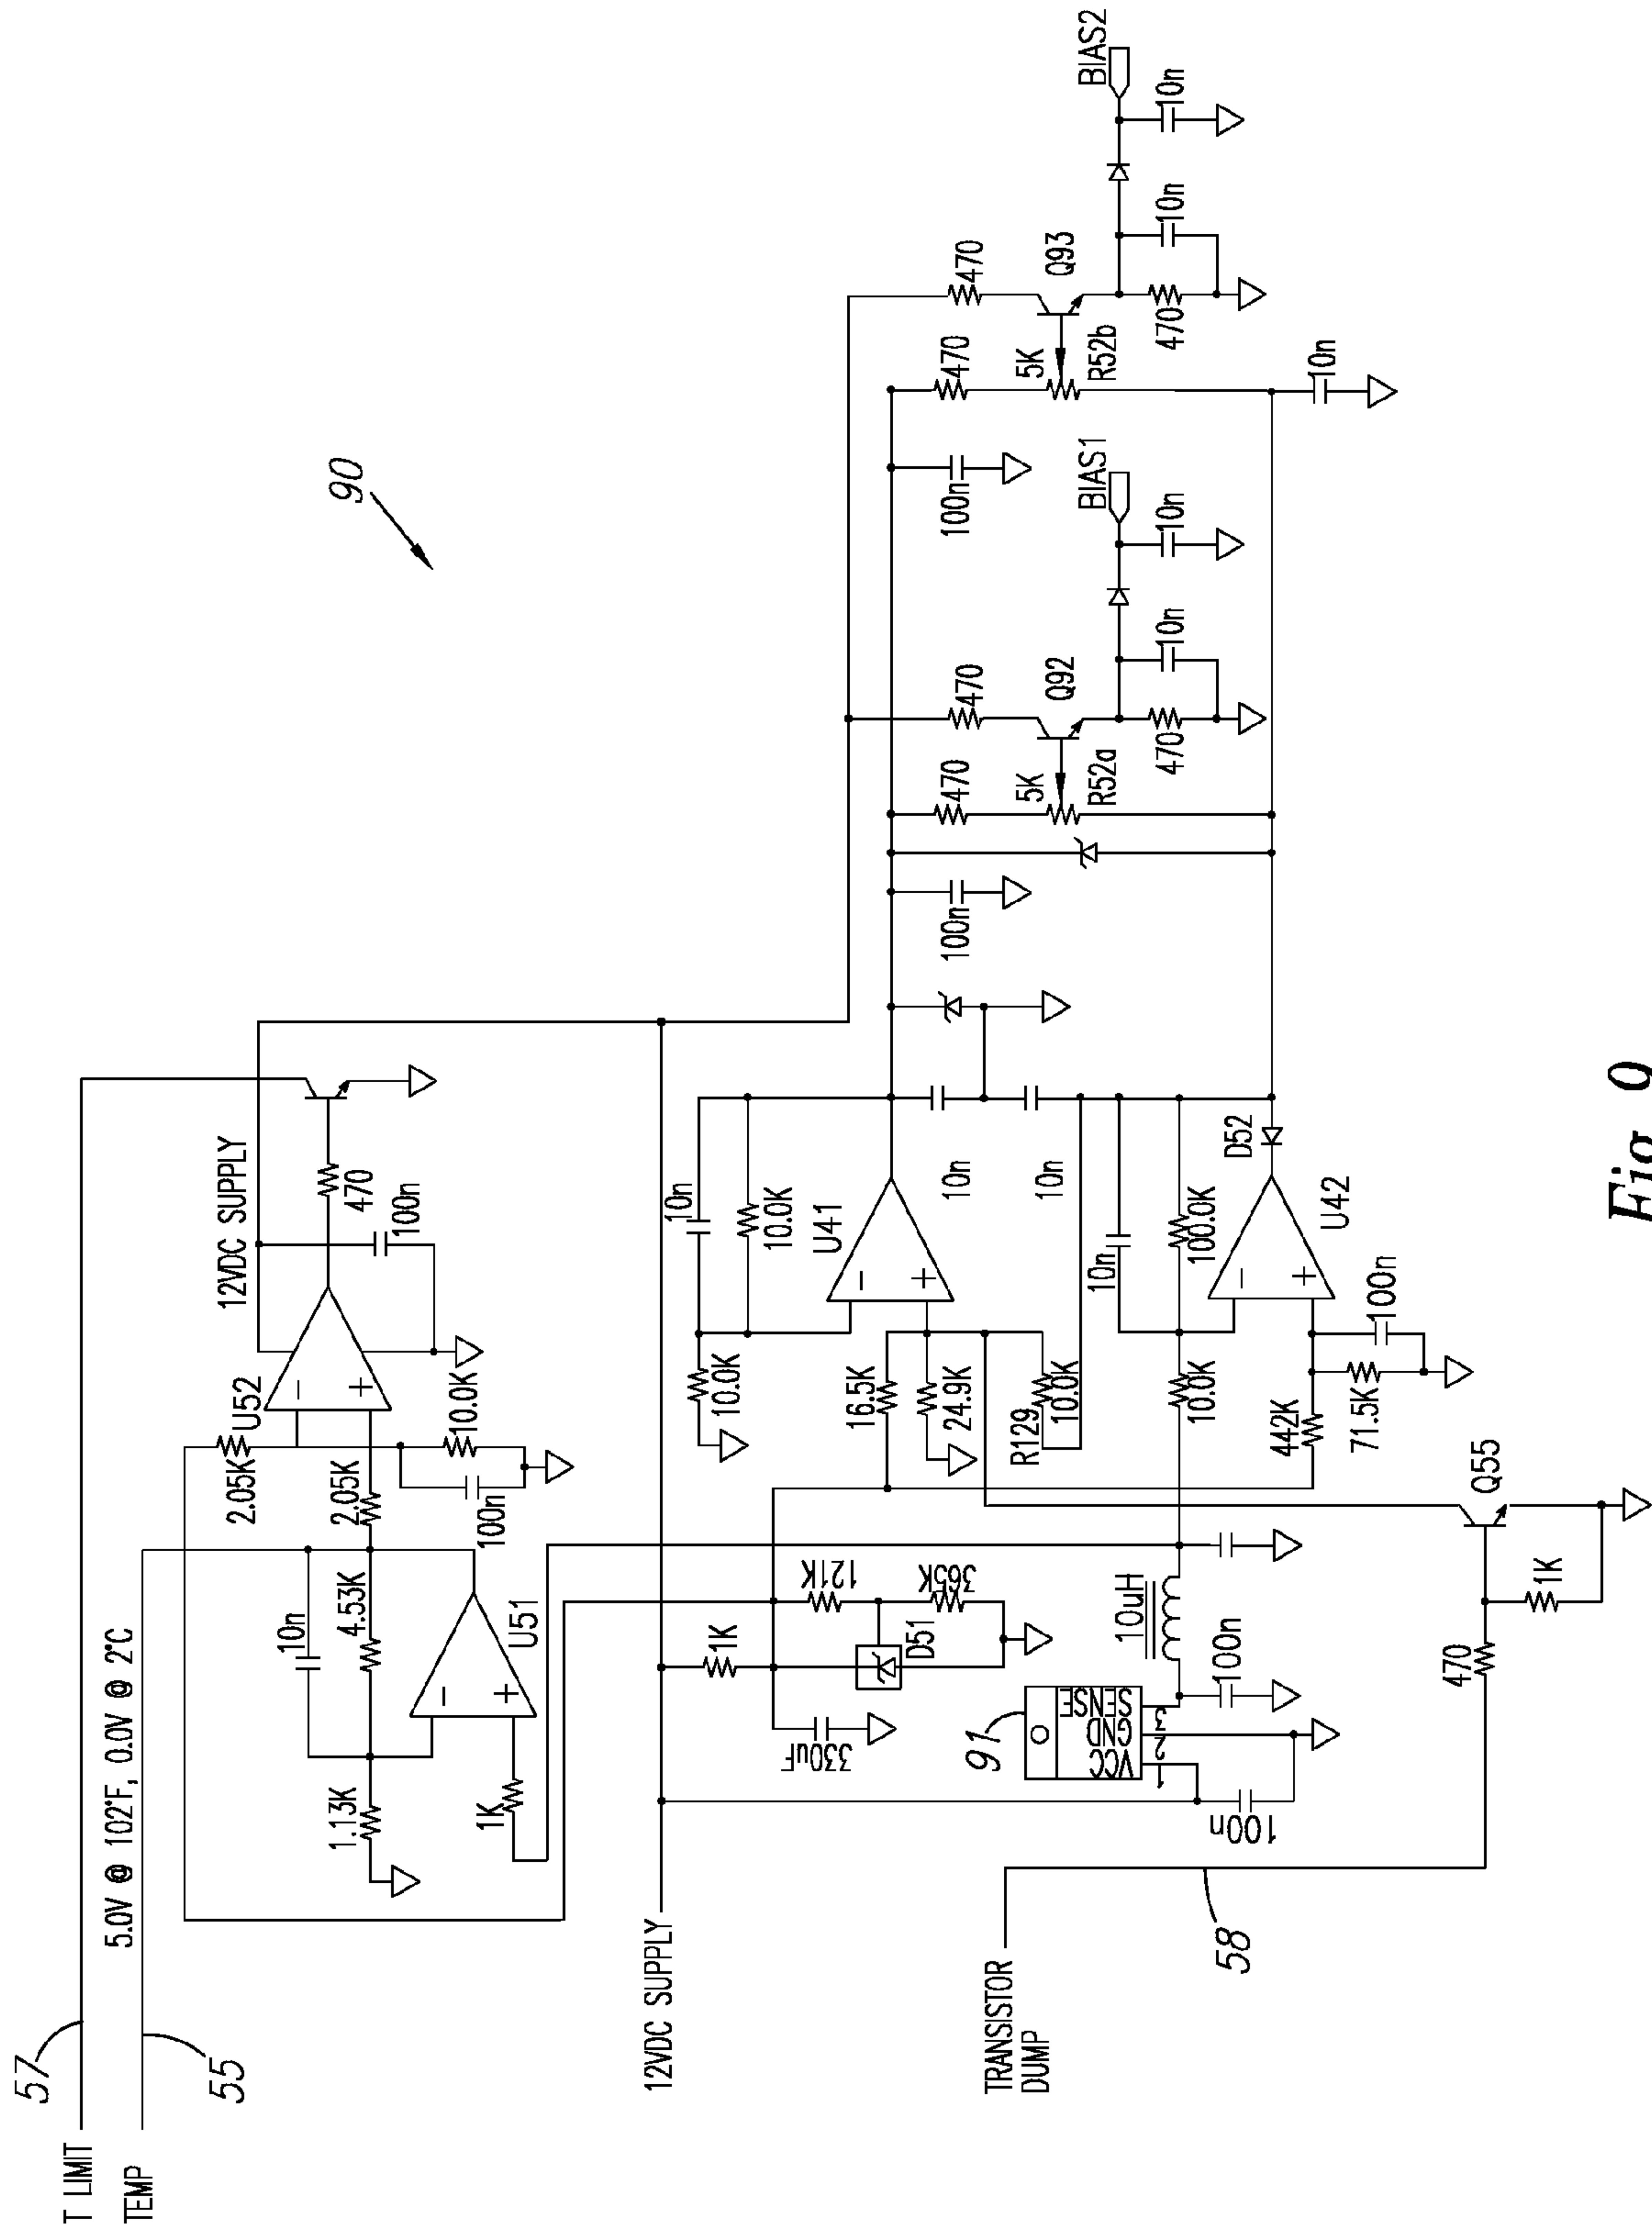 57
T LIMIT
TEMP
55
5.0V @ 102°F, 0.0V @ 2°C
12VDC SUPPLY
2.05K
U52
470
100n
10.0K
2.05K
100n
10n
4.53K
U51
1.13K
1K
90
12VDC SUPPLY
1K
121K
365K
D51
330uF
91
VCC
GND
SENSE
1
2
3
100n
100n
10uH
TRANSISTOR
DUMP
58
470
1K
Q55
10n
10.0K
10.0K
U41
16.5K
24.9K
R129
10.0K
10n
10n
10n
100.0K
10.0K
D52
U42
442K
71.5K
100n
100n
470
5K
R52a
470
Q92
470
10n
BIAS1
10n
100n
470
5K
R52b
470
Q93
470
10n
BIAS2
10n
10n
Fig. 9